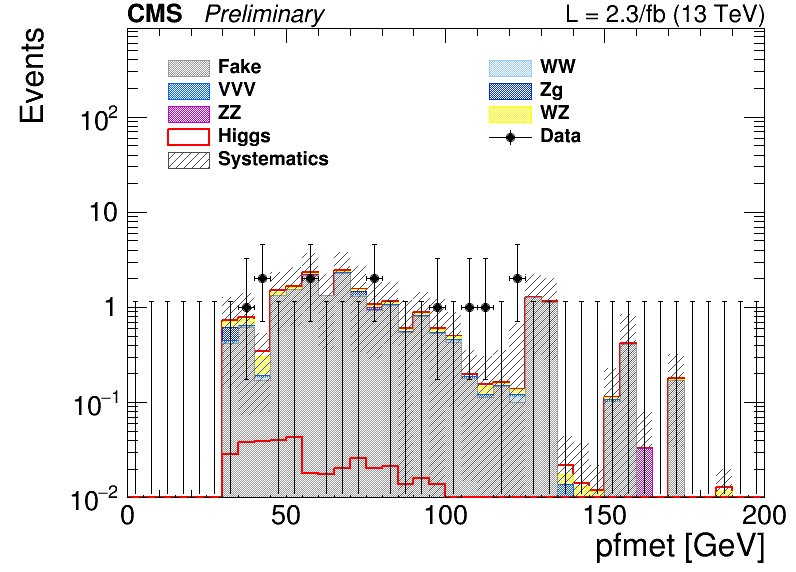 CMS Preliminary L = 2.3/fb (13 TeV)
Events
Fake WW
VVV Zg
ZZ WZ
Higgs Data
Systematics
10²
10
1
10⁻¹
10⁻²
0 50 100 150 200
pfmet [GeV]